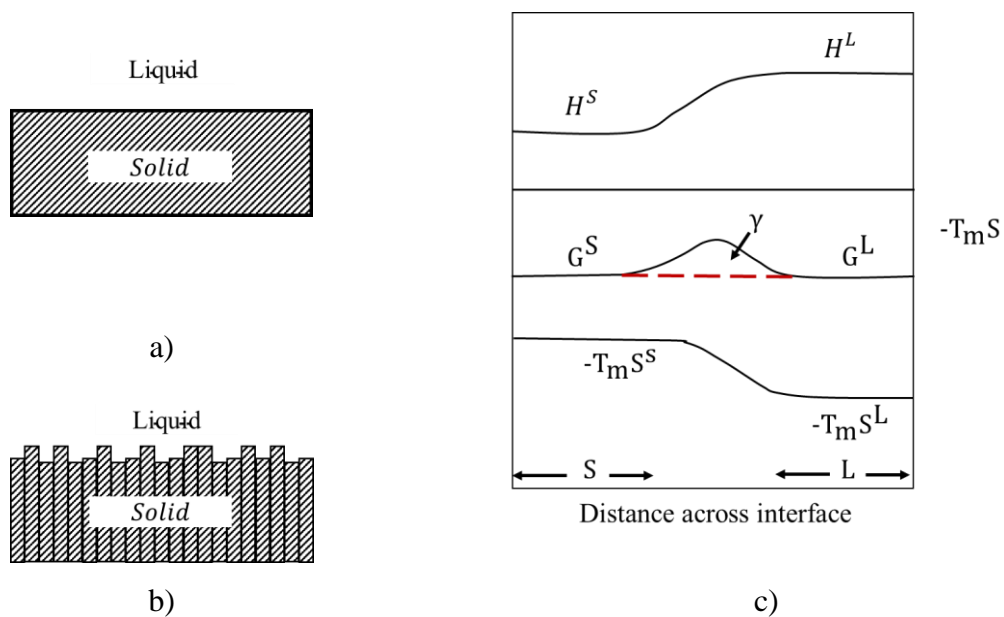 Liquid
Solid
a)
Liquid
Solid
b)
H^L
H^S
γ
G^S
G^L
-T_mS
-T_mS^s
-T_mS^L
S
L
Distance across interface
c)